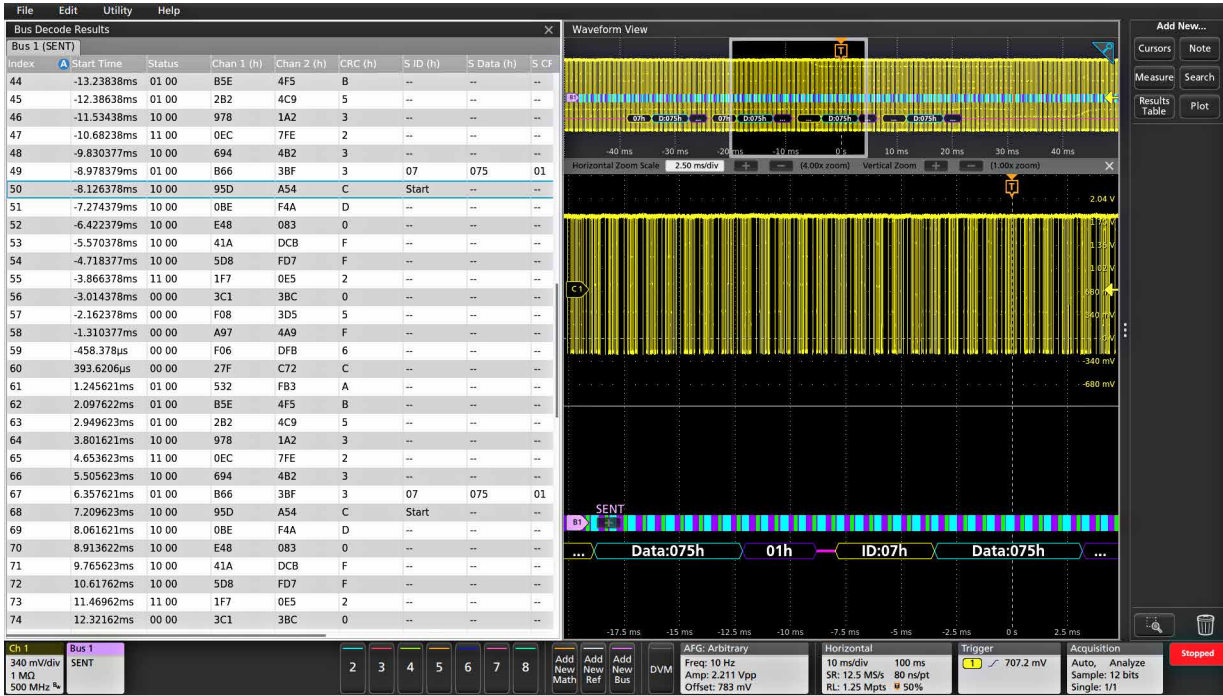 File Edit Utility Help
Bus Decode Results
Bus 1 (SENT)
Index A Start Time Status Chan 1 (h) Chan 2 (h) CRC (h) S ID (h) S Data (h) S CF
44 -13.23838ms 01 00 B5E 4F5 B -- -- --
45 -12.38638ms 01 00 2B2 4C9 5 -- -- --
46 -11.53438ms 10 00 978 1A2 3 -- -- --
47 -10.68238ms 11 00 0EC 7FE 2 -- -- --
48 -9.830377ms 10 00 694 4B2 3 -- -- --
49 -8.978379ms 01 00 B66 3BF 3 07 075 01
50 -8.126378ms 10 00 95D A54 C Start -- --
51 -7.274379ms 10 00 0BE F4A D -- -- --
52 -6.422379ms 10 00 E48 083 0 -- -- --
53 -5.570378ms 10 00 41A DCB F -- -- --
54 -4.718377ms 10 00 5D8 FD7 F -- -- --
55 -3.866378ms 11 00 1F7 0E5 2 -- -- --
56 -3.014378ms 00 00 3C1 3BC 0 -- -- --
57 -2.162378ms 00 00 F08 3D5 5 -- -- --
58 -1.310377ms 00 00 A97 4A9 F -- -- --
59 -458.378µs 00 00 F06 DFB 6 -- -- --
60 393.6206µs 00 00 27F C72 C -- -- --
61 1.245621ms 01 00 532 FB3 A -- -- --
62 2.097622ms 01 00 B5E 4F5 B -- -- --
63 2.949623ms 01 00 2B2 4C9 5 -- -- --
64 3.801621ms 10 00 978 1A2 3 -- -- --
65 4.653623ms 11 00 0EC 7FE 2 -- -- --
66 5.505623ms 10 00 694 4B2 3 -- -- --
67 6.357621ms 01 00 B66 3BF 3 07 075 01
68 7.209623ms 10 00 95D A54 C Start -- --
69 8.061621ms 10 00 0BE F4A D -- -- --
70 8.913622ms 10 00 E48 083 0 -- -- --
71 9.765623ms 10 00 41A DCB F -- -- --
72 10.61762ms 10 00 5D8 FD7 F -- -- --
73 11.46962ms 11 00 1F7 0E5 2 -- -- --
74 12.32162ms 00 00 3C1 3BC 0 -- -- --
Waveform View
T
B1
07h D:075h ... 07h D:075h ... ... D:075h ... ... D:075h ...
-40 ms -30 ms -20 ms -10 ms 10 ms 20 ms 30 ms 40 ms
Horizontal Zoom Scale 2.50 ms/div (4.00x zoom) Vertical Zoom (1.00x zoom)
T
2.04 V
C1
-340 mV
-680 mV
SENT
B1
... Data:075h 01h ID:07h Data:075h ...
-17.5 ms -15 ms -12.5 ms -10 ms -7.5 ms -5 ms -2.5 ms 0 s 2.5 ms
Add New...
Cursors Note
Measure Search
Results Table Plot
Ch 1
340 mV/div
1 MΩ
500 MHz Bw
Bus 1
SENT
2 3 4 5 6 7 8
Add New Math
Add New Ref
Add New Bus
DVM
AFG: Arbitrary
Freq: 10 Hz
Amp: 2.211 Vpp
Offset: 783 mV
Horizontal
10 ms/div 100 ms
SR: 12.5 MS/s 80 ns/pt
RL: 1.25 Mpts 50%
Trigger
1 707.2 mV
Acquisition
Auto, Analyze
Sample: 12 bits
Single: 1/1
Stopped